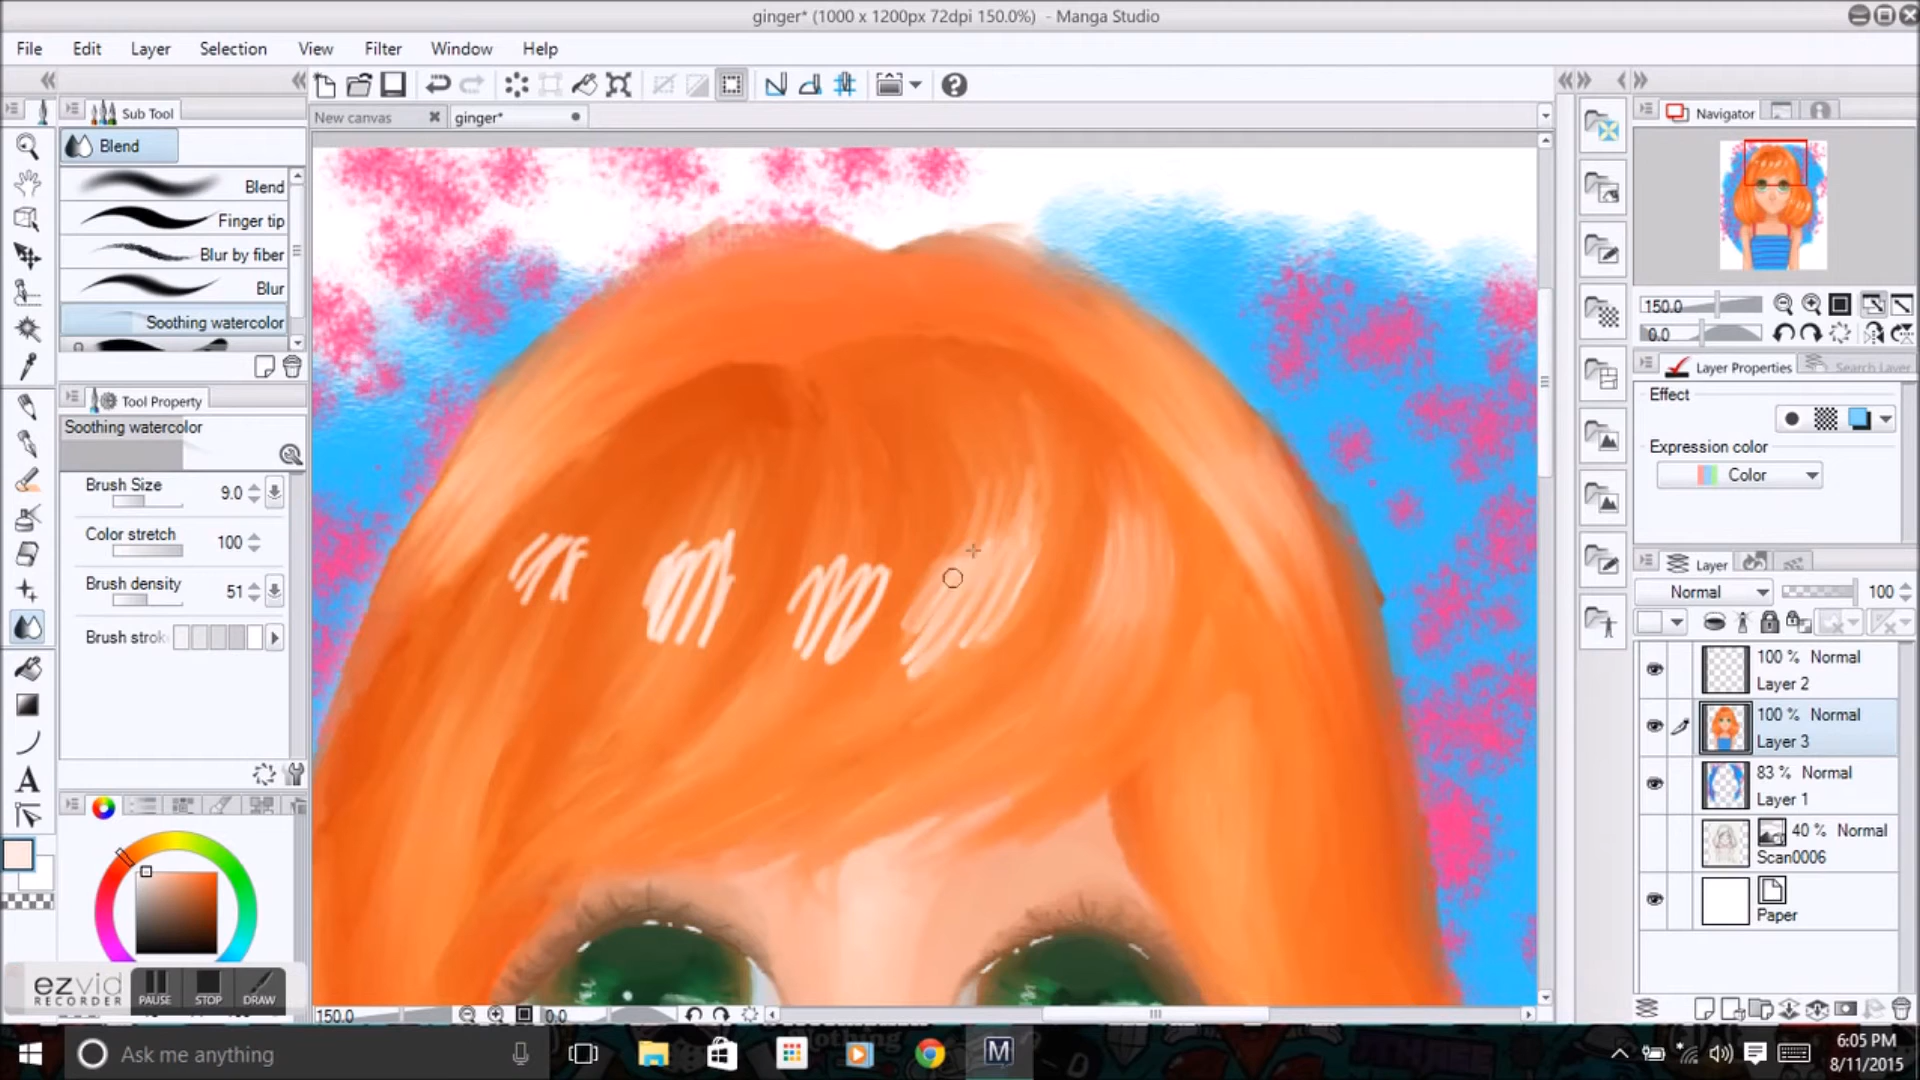 ginger* (1000 x 1200px 72dpi 150.0%) - Manga Studio
File Edit Layer Selection View Filter Window Help
Sub Tool
New canvas
ginger*
Navigator
Blend
Blend
Finger tip
Blur by fiber
Blur
Soothing watercolor
150.0
0.0
Layer Properties
Search Layer
Tool Property
Effect
Soothing watercolor
Expression color
Color
Brush Size 9.0
Color stretch 100
Brush density 51
Brush strok
Layer
Normal 100
100 % Normal
Layer 2
100 % Normal
Layer 3
83 % Normal
Layer 1
40 % Normal
Scan0006
Paper
A
ezvid
RECORDER
PAUSE
STOP
DRAW
150.0
0.0
Ask me anything
M
6:05 PM
8/11/2015